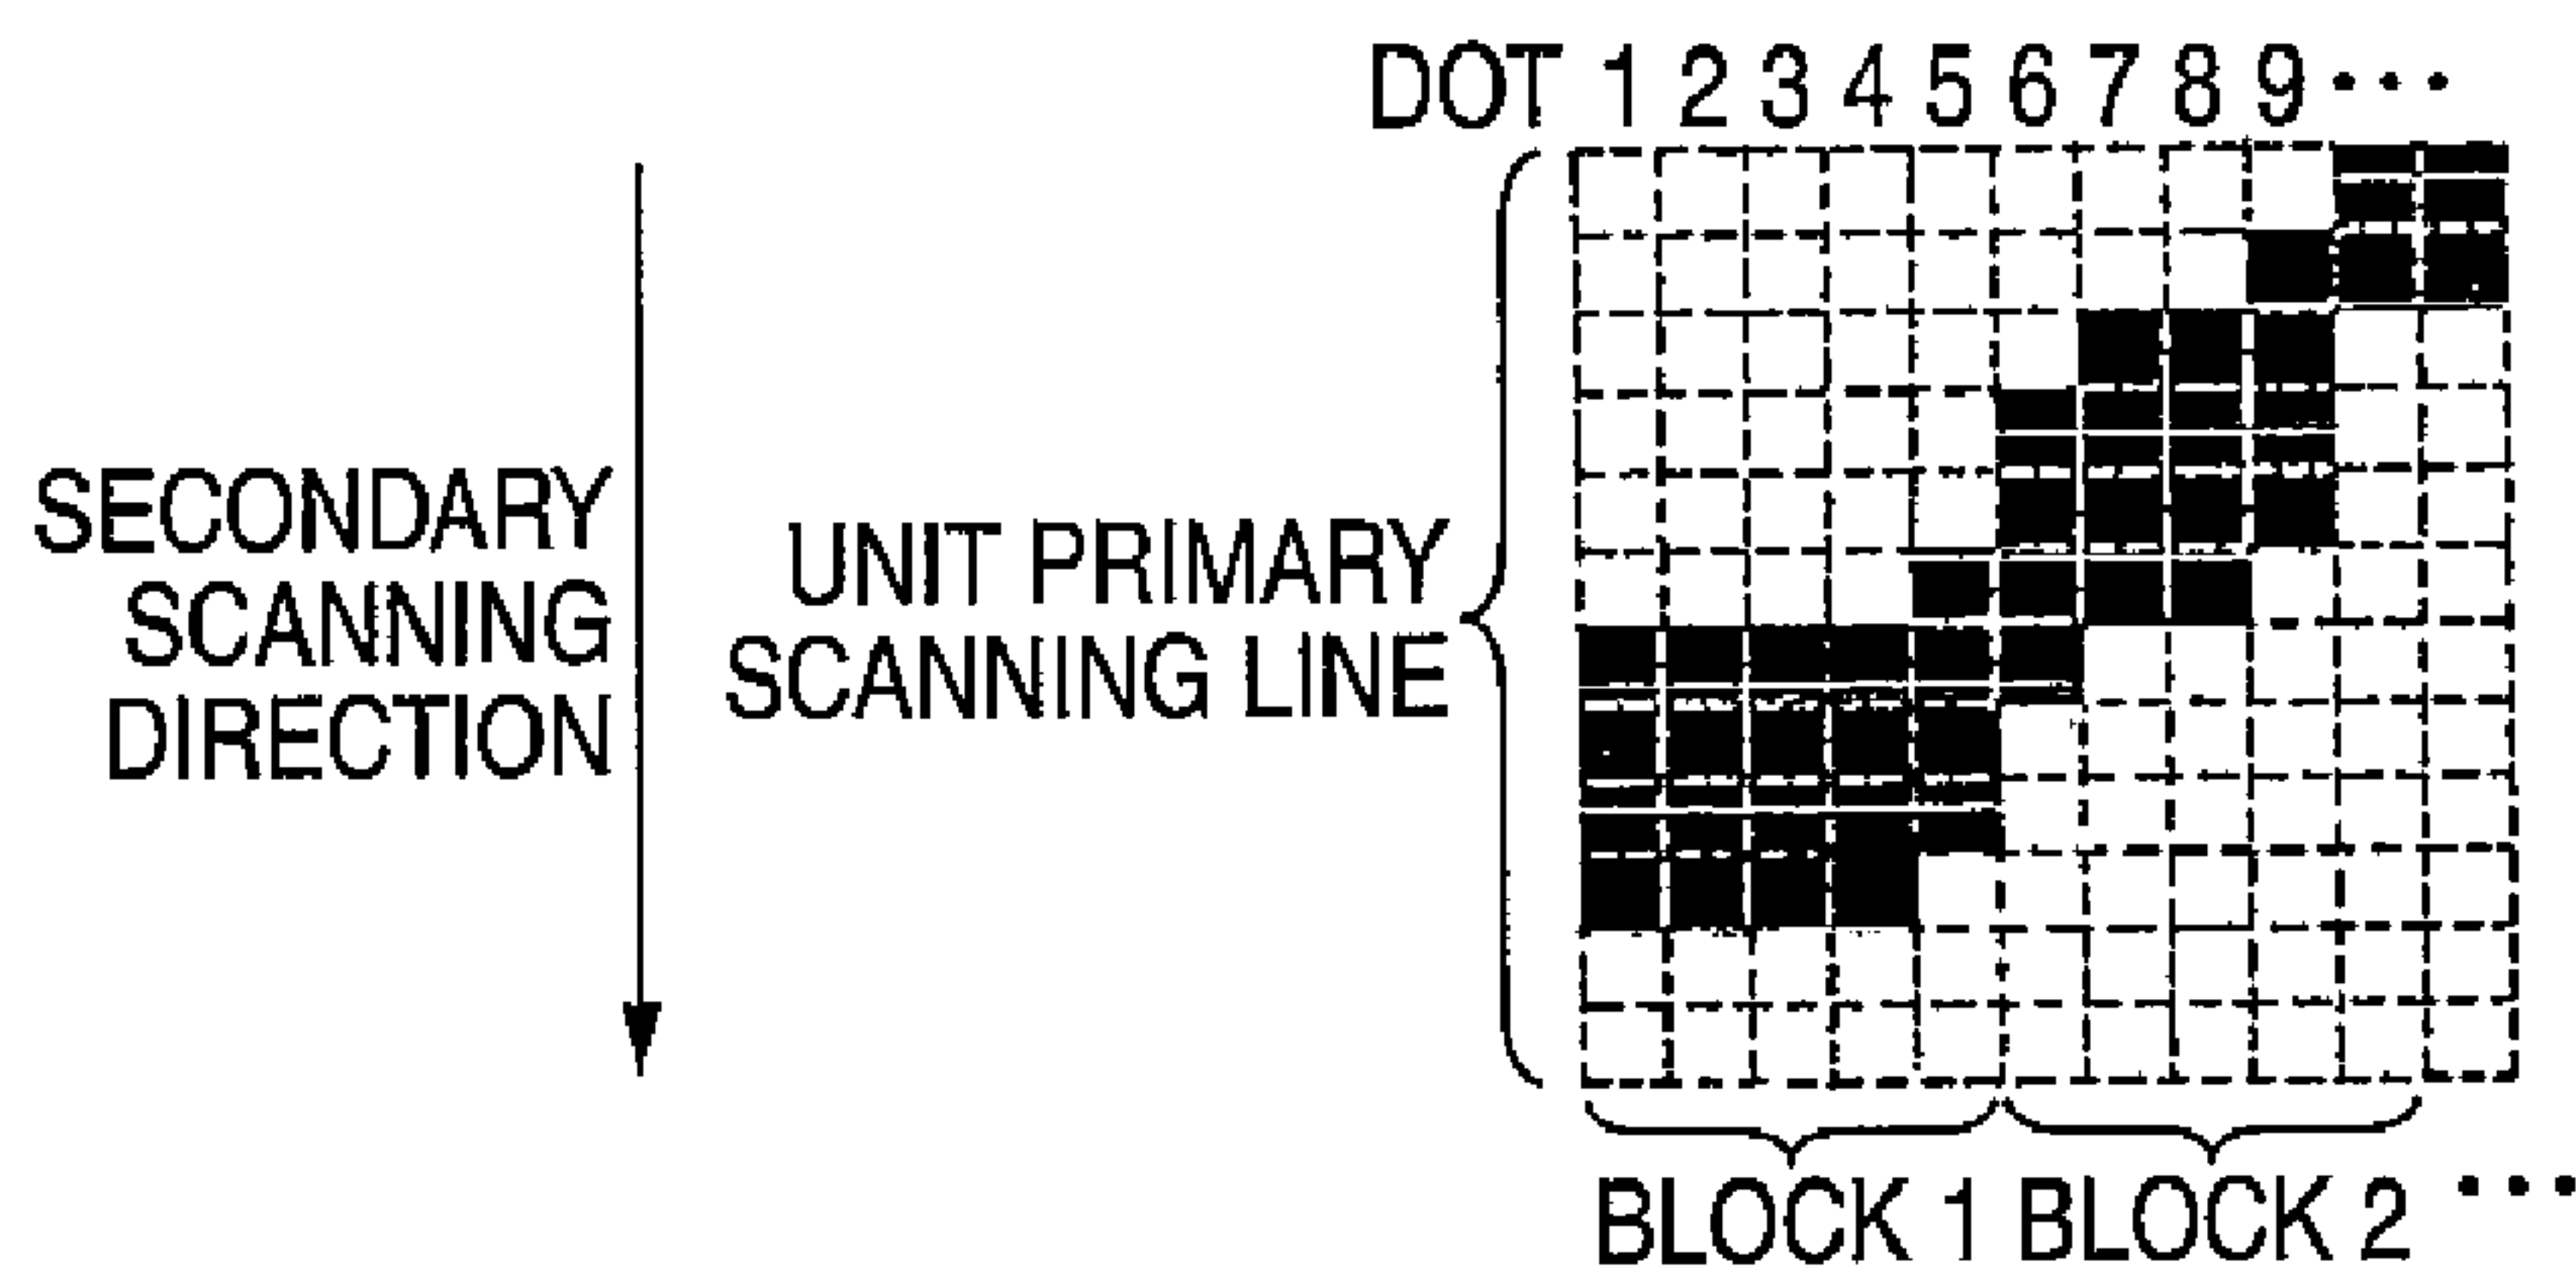 DOT 1 2 3 4 5 6 7 8 9 ...
SECONDARY
SCANNING
DIRECTION
UNIT PRIMARY
SCANNING LINE
BLOCK 1 BLOCK 2 ...